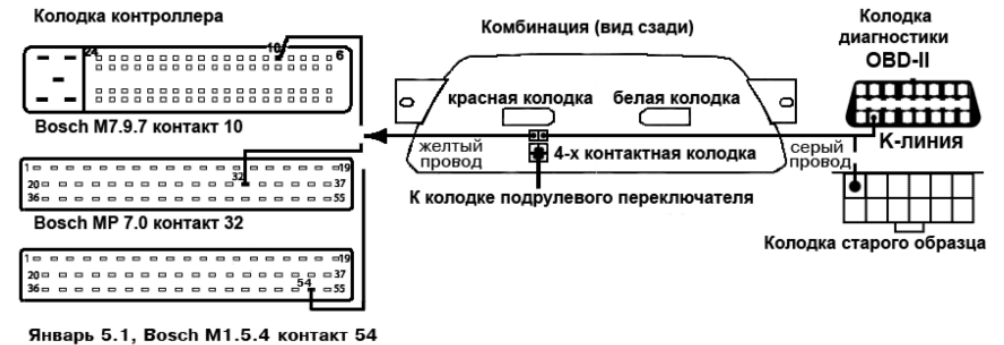 Колодка контроллера
Комбинация (вид сзади)
Колодка
диагностики
OBD-II
24 10 6
красная колодка белая колодка
Bosch М7.9.7 контакт 10
желтый
провод
4-х контактная колодка
серый
провод
К-линия
1 19
20 32 37
36 55
К колодке подрулевого переключателя
Bosch МР 7.0 контакт 32
Колодка старого образца
1 19
20 37
36 54 55
Январь 5.1, Bosch М1.5.4 контакт 54